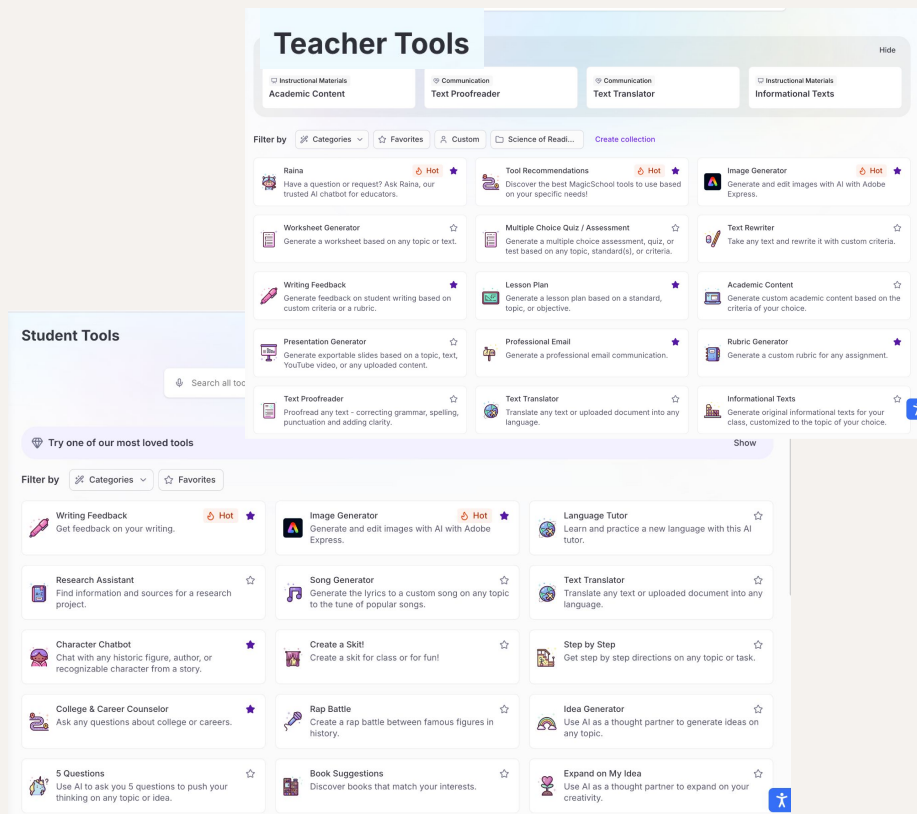 Teacher Tools
Hide
Instructional Materials
Academic Content
Communication
Text Proofreader
Communication
Text Translator
Instructional Materials
Informational Texts
Filter by
Categories
Favorites
Custom
Science of Readi...
Create collection
Raina
Hot
Have a question or request? Ask Raina, our
trusted AI chatbot for educators.
Tool Recommendations
Hot
Discover the best MagicSchool tools to use based
on your specific needs!
Image Generator
Hot
Generate and edit images with AI with Adobe
Express.
Worksheet Generator
Generate a worksheet based on any topic or text.
Multiple Choice Quiz / Assessment
Generate a multiple choice assessment, quiz, or
test based on any topic, standard(s), or criteria.
Text Rewriter
Take any text and rewrite it with custom criteria.
Writing Feedback
Generate feedback on student writing based on
custom criteria or a rubric.
Lesson Plan
Generate a lesson plan based on a standard,
topic, or objective.
Academic Content
Generate custom academic content based on the
criteria of your choice.
Presentation Generator
Generate exportable slides based on a topic, text,
YouTube video, or any uploaded content.
Professional Email
Generate a professional email communication.
Rubric Generator
Generate a custom rubric for any assignment.
Text Proofreader
Proofread any text - correcting grammar, spelling,
punctuation and adding clarity.
Text Translator
Translate any text or uploaded document into any
language.
Informational Texts
Generate original informational texts for your
class, customized to the topic of your choice.
Student Tools
Search all too
Try one of our most loved tools
Show
Filter by
Categories
Favorites
Writing Feedback
Hot
Get feedback on your writing.
Image Generator
Hot
Generate and edit images with AI with Adobe
Express.
Language Tutor
Learn and practice a new language with this AI
tutor.
Research Assistant
Find information and sources for a research
project.
Song Generator
Generate the lyrics to a custom song on any topic
to the tune of popular songs.
Text Translator
Translate any text or uploaded document into any
language.
Character Chatbot
Chat with any historic figure, author, or
recognizable character from a story.
Create a Skit!
Create a skit for class or for fun!
Step by Step
Get step by step directions on any topic or task.
College & Career Counselor
Ask any questions about college or careers.
Rap Battle
Create a rap battle between famous figures in
history.
Idea Generator
Use AI as a thought partner to generate ideas on
any topic.
5 Questions
Use AI to ask you 5 questions to push your
thinking on any topic or idea.
Book Suggestions
Discover books that match your interests.
Expand on My Idea
Use AI as a thought partner to expand on your
creativity.